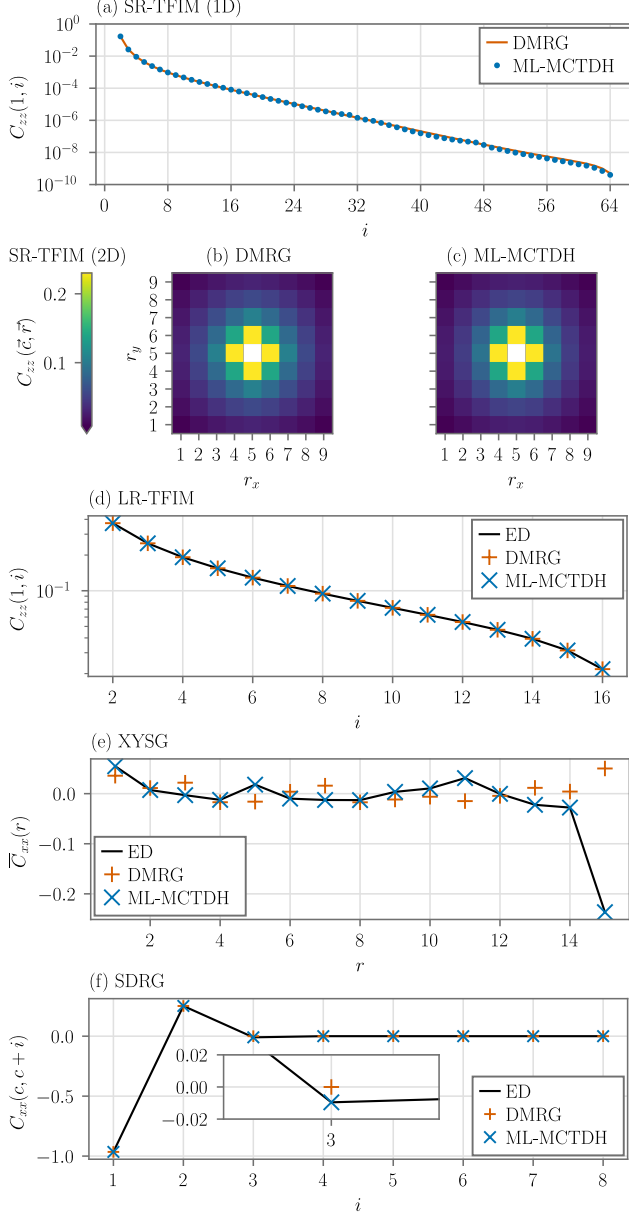 (a) SR-TFIM (1D)
10^0
10^−2
10^−4
10^−6
10^−8
10^−10
C_zz(1, i)
DMRG
ML-MCTDH
0 8 16 24 32 40 48 56 64
i
SR-TFIM (2D)
0.2
0.1
C_zz(c⃗, r⃗)
(b) DMRG
9
8
7
6
5
4
3
2
1
r_y
1 2 3 4 5 6 7 8 9
r_x
(c) ML-MCTDH
1 2 3 4 5 6 7 8 9
r_x
(d) LR-TFIM
10^−1
C_zz(1, i)
ED
DMRG
ML-MCTDH
2 4 6 8 10 12 14 16
i
(e) XYSG
0.0
−0.1
−0.2
C̅_xx(r)
ED
DMRG
ML-MCTDH
2 4 6 8 10 12 14
r
(f) SDRG
0.0
−0.5
−1.0
C_xx(c, c + i)
0.02
0.00
−0.02
3
ED
DMRG
ML-MCTDH
1 2 3 4 5 6 7 8
i